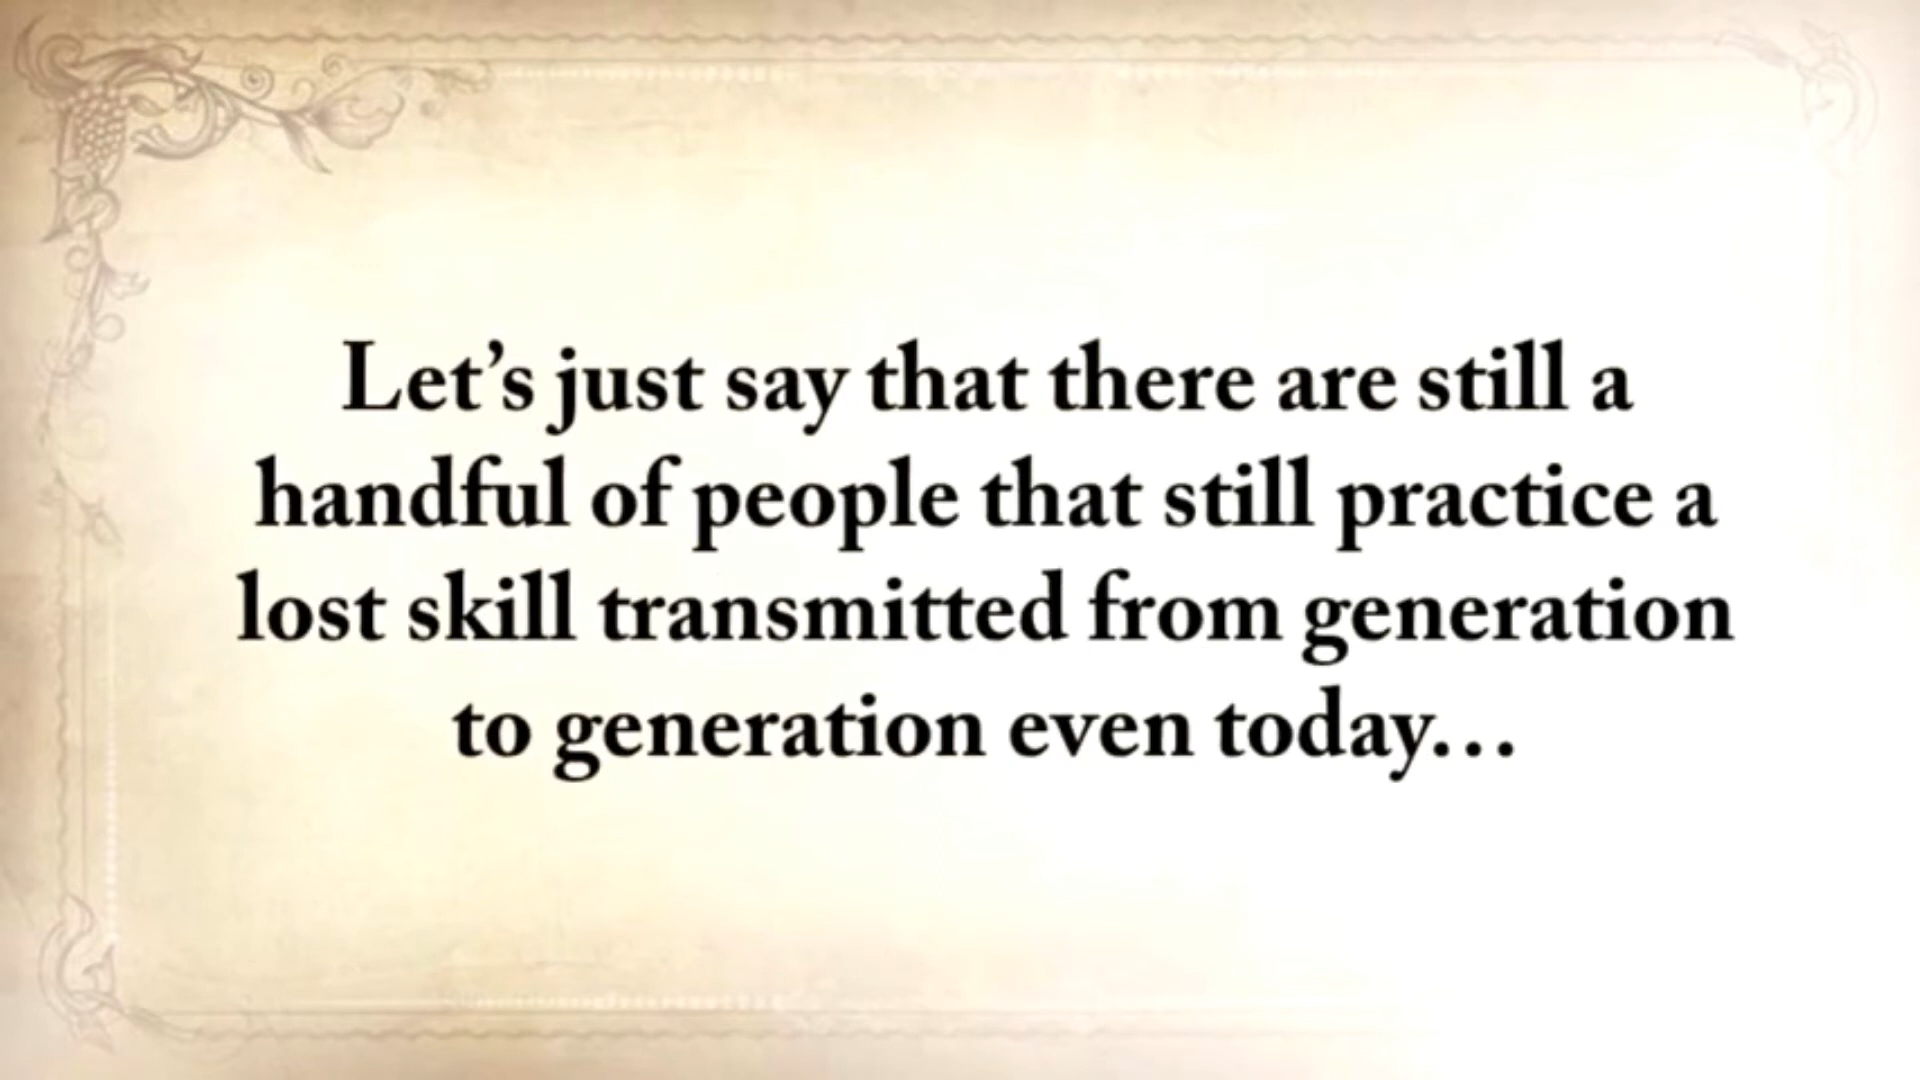 Let’s just say that there are still a
handful of people that still practice a
lost skill transmitted from generation
to generation even today…